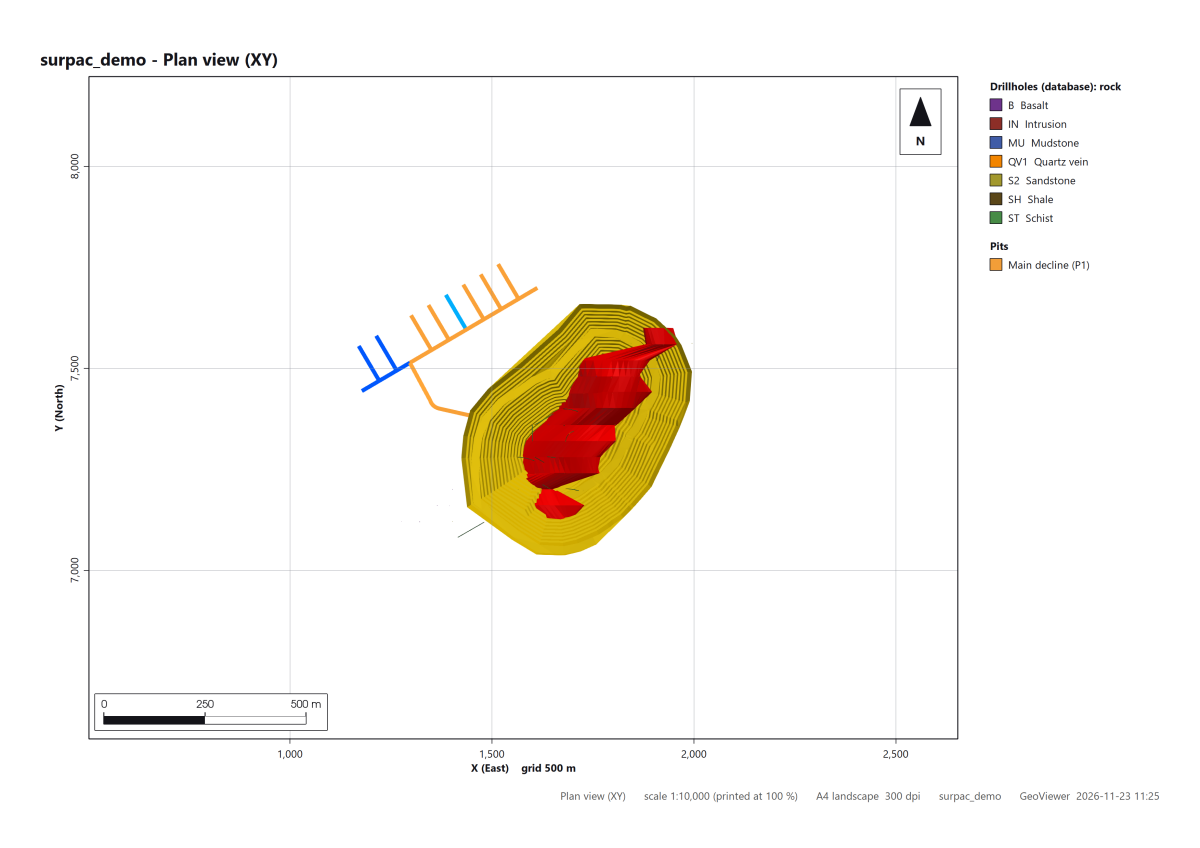 surpac_demo - Plan view (XY)
Drillholes (database): rock
B Basalt
IN Intrusion
MU Mudstone
QV1 Quartz vein
S2 Sandstone
SH Shale
ST Schist
Pits
Main decline (P1)
N
8,000
7,500
7,000
Y (North)
0 250 500 m
1,000 1,500 2,000 2,500
X (East) grid 500 m
Plan view (XY) scale 1:10,000 (printed at 100 %) A4 landscape 300 dpi surpac_demo GeoViewer 2026-11-23 11:25